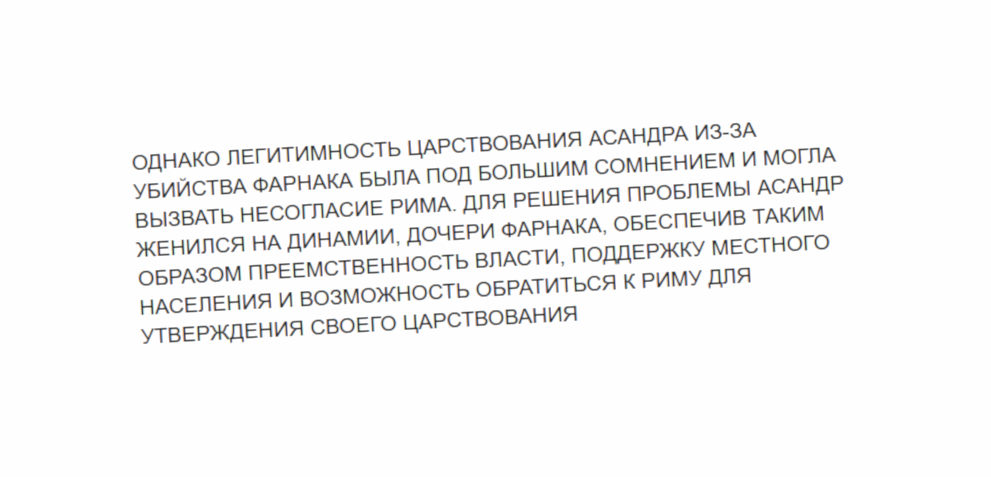 ОДНАКО ЛЕГИТИМНОСТЬ ЦАРСТВОВАНИЯ АСАНДРА ИЗ-ЗА
УБИЙСТВА ФАРНАКА БЫЛА ПОД БОЛЬШИМ СОМНЕНИЕМ И МОГЛА
ВЫЗВАТЬ НЕСОГЛАСИЕ РИМА. ДЛЯ РЕШЕНИЯ ПРОБЛЕМЫ АСАНДР
ЖЕНИЛСЯ НА ДИНАМИИ, ДОЧЕРИ ФАРНАКА, ОБЕСПЕЧИВ ТАКИМ
ОБРАЗОМ ПРЕЕМСТВЕННОСТЬ ВЛАСТИ, ПОДДЕРЖКУ МЕСТНОГО
НАСЕЛЕНИЯ И ВОЗМОЖНОСТЬ ОБРАТИТЬСЯ К РИМУ ДЛЯ
УТВЕРЖДЕНИЯ СВОЕГО ЦАРСТВОВАНИЯ